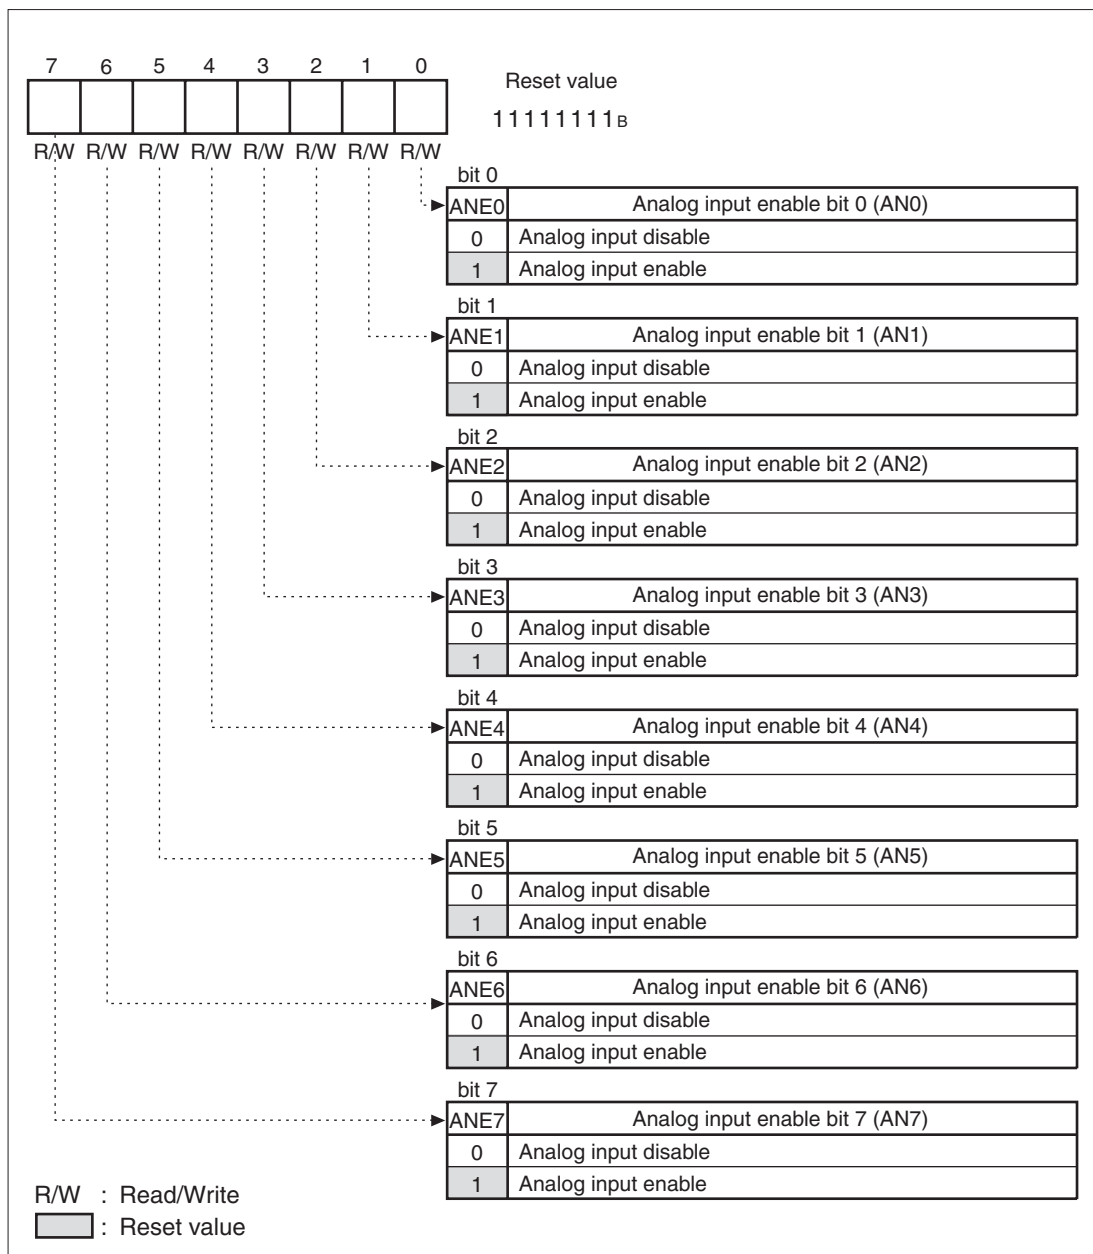 7 6 5 4 3 2 1 0
Reset value
11111111B
R/W R/W R/W R/W R/W R/W R/W R/W
bit 0
ANE0 Analog input enable bit 0 (AN0)
0 Analog input disable
1 Analog input enable
bit 1
ANE1 Analog input enable bit 1 (AN1)
0 Analog input disable
1 Analog input enable
bit 2
ANE2 Analog input enable bit 2 (AN2)
0 Analog input disable
1 Analog input enable
bit 3
ANE3 Analog input enable bit 3 (AN3)
0 Analog input disable
1 Analog input enable
bit 4
ANE4 Analog input enable bit 4 (AN4)
0 Analog input disable
1 Analog input enable
bit 5
ANE5 Analog input enable bit 5 (AN5)
0 Analog input disable
1 Analog input enable
bit 6
ANE6 Analog input enable bit 6 (AN6)
0 Analog input disable
1 Analog input enable
bit 7
ANE7 Analog input enable bit 7 (AN7)
0 Analog input disable
1 Analog input enable
R/W : Read/Write
: Reset value